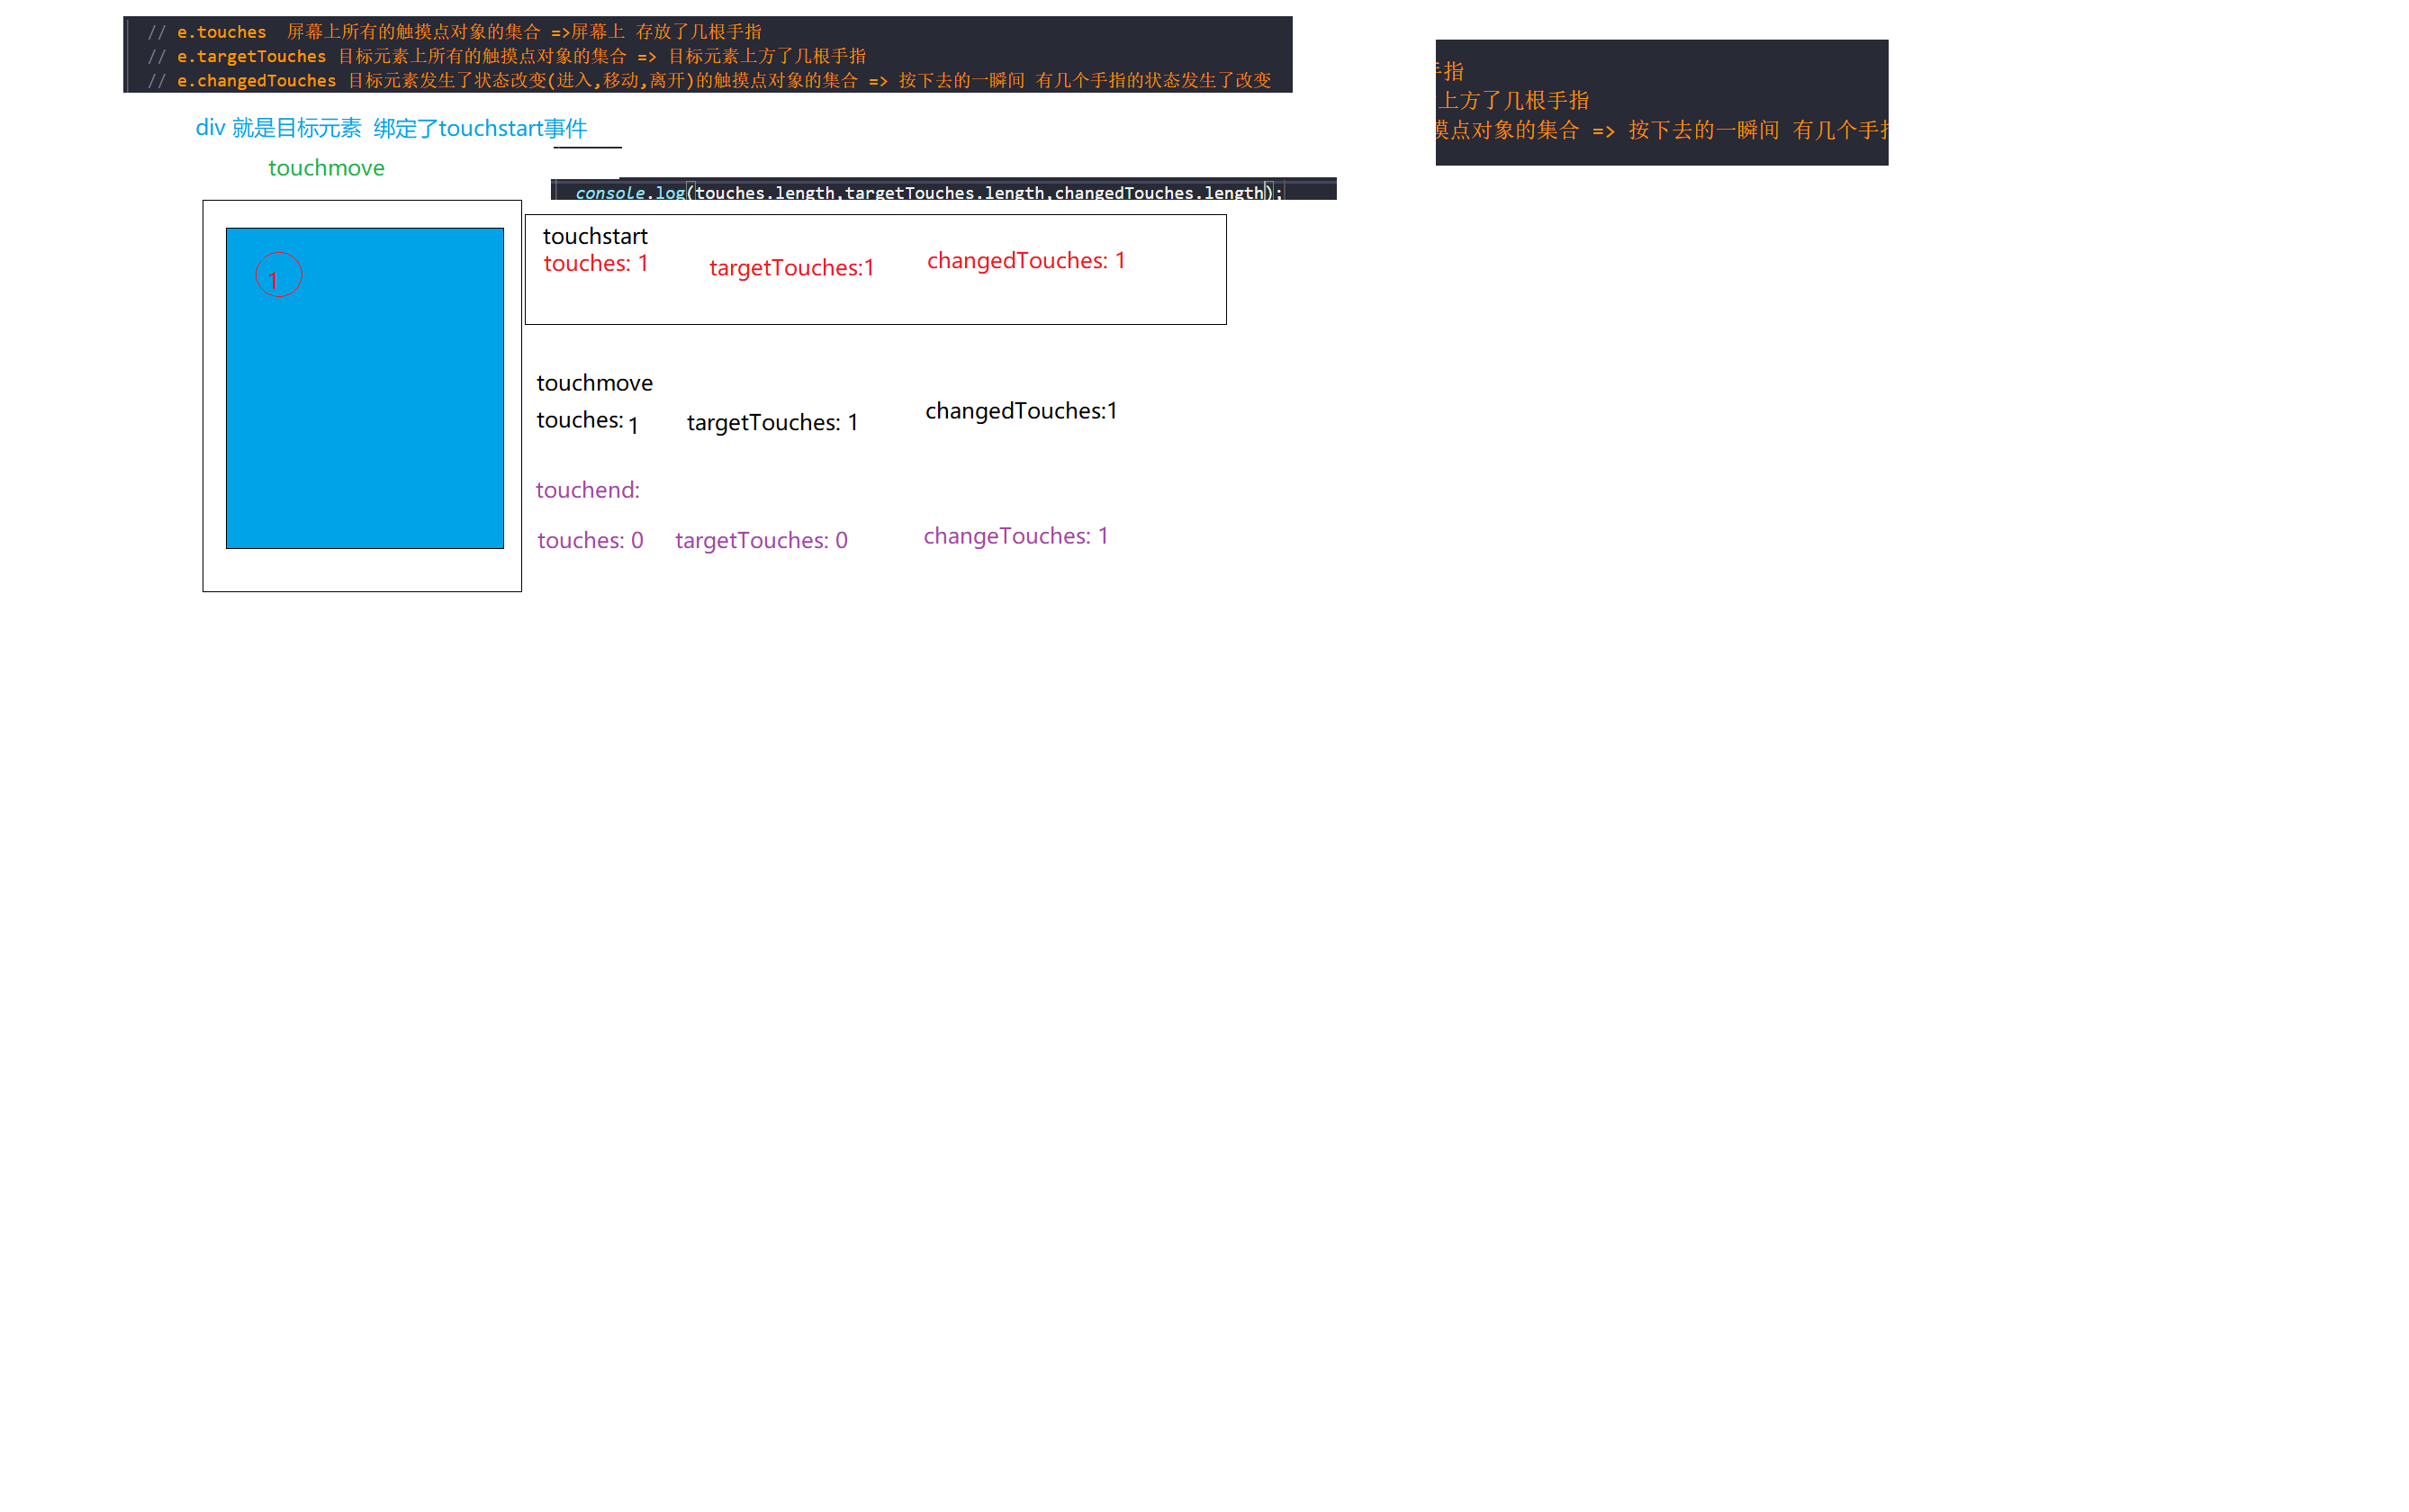 // e.touches  屏幕上所有的触摸点对象的集合 =>屏幕上 存放了几根手指
// e.targetTouches 目标元素上所有的触摸点对象的集合 => 目标元素上方了几根手指
// e.changedTouches 目标元素发生了状态改变(进入,移动,离开)的触摸点对象的集合 => 按下去的一瞬间 有几个手指的状态发生了改变
手指
上方了几根手指
摸点对象的集合 => 按下去的一瞬间 有几个手指
div 就是目标元素  绑定了touchstart事件
touchmove
console.log(touches.length,targetTouches.length,changedTouches.length);
1
touchstart
touches: 1 targetTouches:1 changedTouches: 1
touchmove
touches: 1 targetTouches: 1 changedTouches:1
touchend:
touches: 0 targetTouches: 0 changeTouches: 1